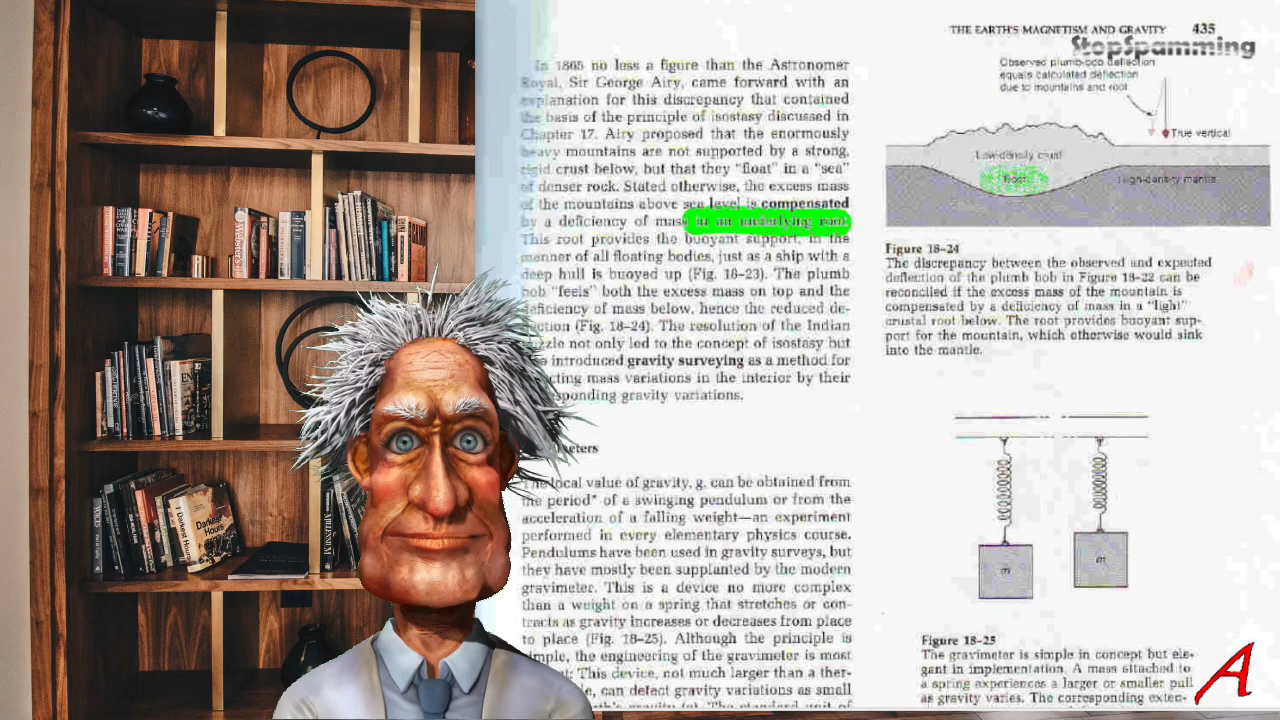 THE EARTH'S MAGNETISM AND GRAVITY 435
StopSpamming
In 1865 no less a figure than the Astronomer
Royal, Sir George Airy, came forward with an
explanation for this discrepancy that contained
the basis of the principle of isostasy discussed in
Chapter 17. Airy proposed that the enormously
heavy mountains are not supported by a strong,
rigid crust below, but that they "float" in a "sea"
of denser rock. Stated otherwise, the excess mass
of the mountains above sea level is compensated
by a deficiency of mass in an underlying root
This root provides the buoyant support, in the
manner of all floating bodies, just as a ship with a
deep hull is buoyed up (Fig. 18-23). The plumb
bob "feels" both the excess mass on top and the
deficiency of mass below, hence the reduced de-
ction (Fig. 18-24). The resolution of the Indian
zzle not only led to the concept of isostasy but
introduced gravity surveying as a method for
cting mass variations in the interior by their
sponding gravity variations.
eters
The local value of gravity, g, can be obtained from
the period* of a swinging pendulum or from the
acceleration of a falling weight—an experiment
performed in every elementary physics course.
Pendulums have been used in gravity surveys, but
they have mostly been supplanted by the modern
gravimeter. This is a device no more complex
than a weight on a spring that stretches or con-
tracts as gravity increases or decreases from place
to place (Fig. 18-25). Although the principle is
simple, the engineering of the gravimeter is most
This device, not much larger than a ther-
can detect gravity variations as small
gravity (g). The standard unit of
Observed plumb-bob deflection
equals calculated deflection
due to mountains and root
True vertical
Low-density crust
Root
High-density mantle
Figure 18-24
The discrepancy between the observed and expected
deflection of the plumb bob in Figure 18-22 can be
reconciled if the excess mass of the mountain is
compensated by a deficiency of mass in a "light"
crustal root below. The root provides buoyant sup-
port for the mountain, which otherwise would sink
into the mantle.
m
m
Figure 18-25
The gravimeter is simple in concept but ele-
gant in implementation. A mass attached to
a spring experiences a larger or smaller pull
as gravity varies. The corresponding exten-
Darkest
Hours
A